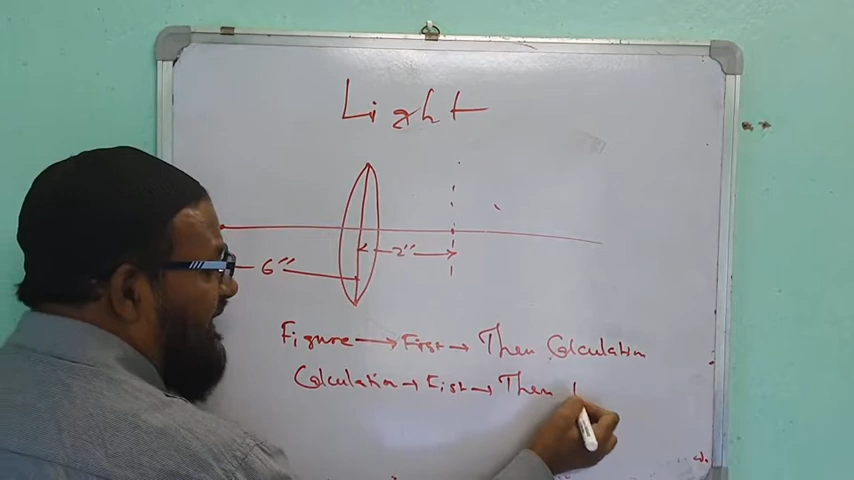 Light
2"
6"
Figure → First → Then Calculation
Calculation → First → Then